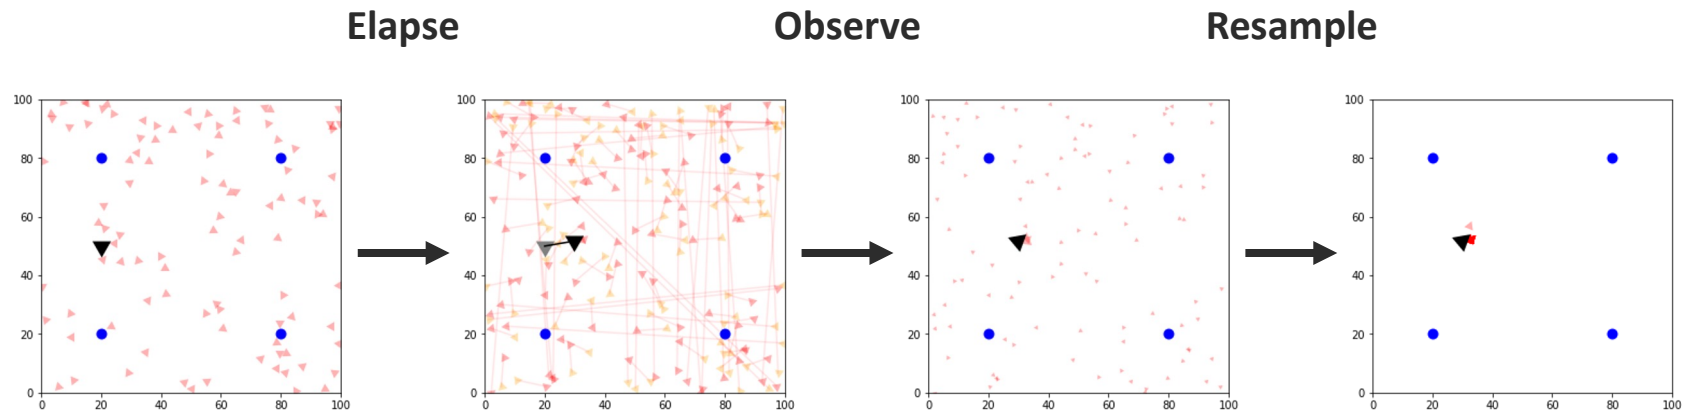 Elapse Observe Resample
100 100 100 100
80 80 80 80
60 60 60 60
40 40 40 40
20 20 20 20
0 0 0 0
0 20 40 60 80 100 0 20 40 60 80 100 0 20 40 60 80 100 0 20 40 60 80 100